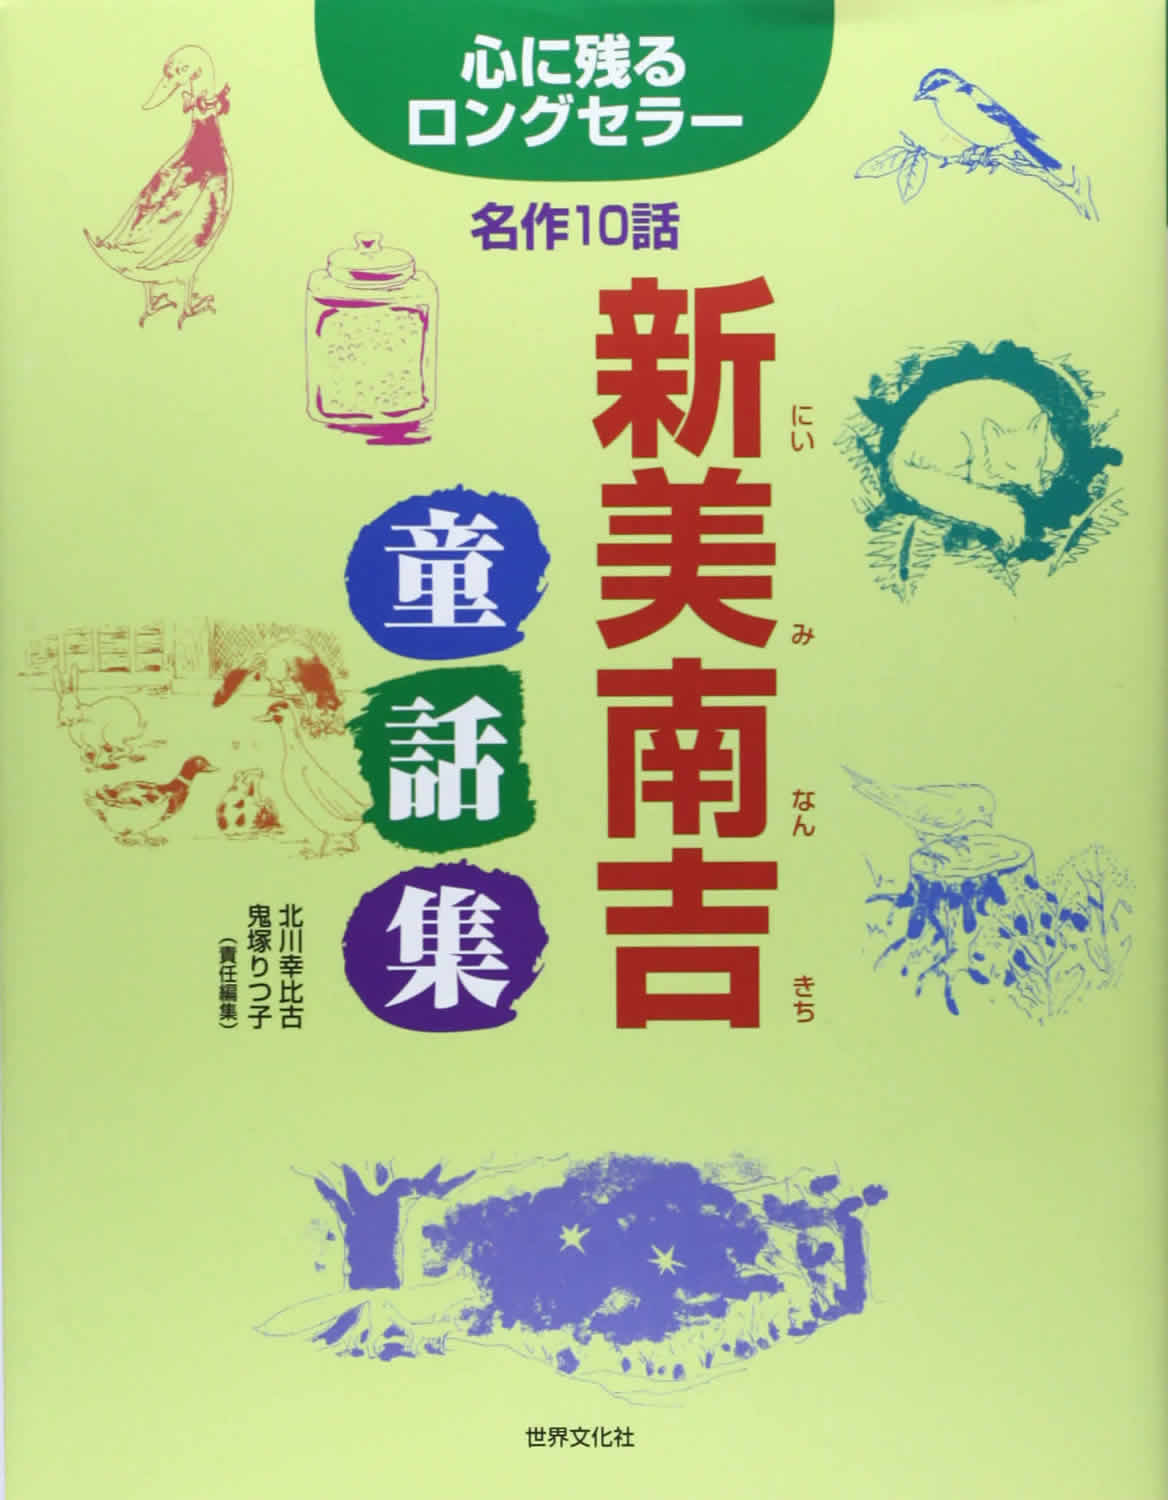 心に残る
ロングセラー
名作10話
新美南吉
にい
み
なん
きち
童話集
北川幸比古
鬼塚りつ子
（責任編集）
世界文化社